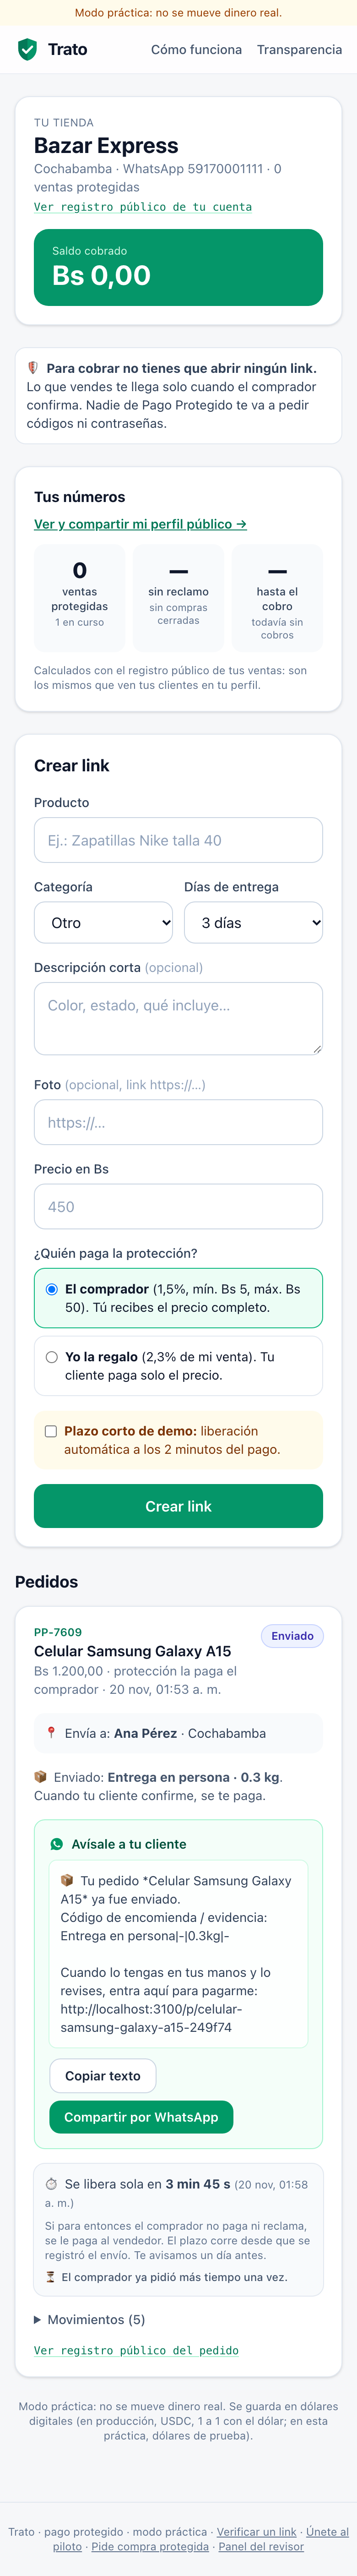 Modo práctica: no se mueve dinero real.
Trato
Cómo funciona
Transparencia
TU TIENDA
Bazar Express
Cochabamba · WhatsApp 59170001111 · 0
ventas protegidas
Ver registro público de tu cuenta
Saldo cobrado
Bs 0,00
Para cobrar no tienes que abrir ningún link.
Lo que vendes te llega solo cuando el comprador
confirma. Nadie de Pago Protegido te va a pedir
códigos ni contraseñas.
Tus números
Ver y compartir mi perfil público →
0
ventas
protegidas
1 en curso
—
sin reclamo
sin compras
cerradas
—
hasta el
cobro
todavía sin
cobros
Calculados con el registro público de tus ventas: son
los mismos que ven tus clientes en tu perfil.
Crear link
Producto
Ej.: Zapatillas Nike talla 40
Categoría
Días de entrega
Otro
3 días
Descripción corta (opcional)
Color, estado, qué incluye...
Foto (opcional, link https://...)
https://...
Precio en Bs
450
¿Quién paga la protección?
El comprador (1,5%, mín. Bs 5, máx. Bs
50). Tú recibes el precio completo.
Yo la regalo (2,3% de mi venta). Tu
cliente paga solo el precio.
Plazo corto de demo: liberación
automática a los 2 minutos del pago.
Crear link
Pedidos
PP-7609
Enviado
Celular Samsung Galaxy A15
Bs 1.200,00 · protección la paga el
comprador · 20 nov, 01:53 a. m.
📍 Envía a: Ana Pérez · Cochabamba
📦 Enviado: Entrega en persona · 0.3 kg.
Cuando tu cliente confirme, se te paga.
Avísale a tu cliente
📦 Tu pedido *Celular Samsung Galaxy
A15* ya fue enviado.
Código de encomienda / evidencia:
Entrega en persona|-|0.3kg|-
Cuando lo tengas en tus manos y lo
revises, entra aquí para pagarme:
http://localhost:3100/p/celular-
samsung-galaxy-a15-249f74
Copiar texto
Compartir por WhatsApp
⏱ Se libera sola en 3 min 45 s (20 nov, 01:58
a. m.)
Si para entonces el comprador no paga ni reclama,
se le paga al vendedor. El plazo corre desde que se
registró el envío. Te avisamos un día antes.
⏳ El comprador ya pidió más tiempo una vez.
▶ Movimientos (5)
Ver registro público del pedido
Modo práctica: no se mueve dinero real. Se guarda en dólares
digitales (en producción, USDC, 1 a 1 con el dólar; en esta
práctica, dólares de prueba).
Trato · pago protegido · modo práctica · Verificar un link · Únete al
piloto · Pide compra protegida · Panel del revisor